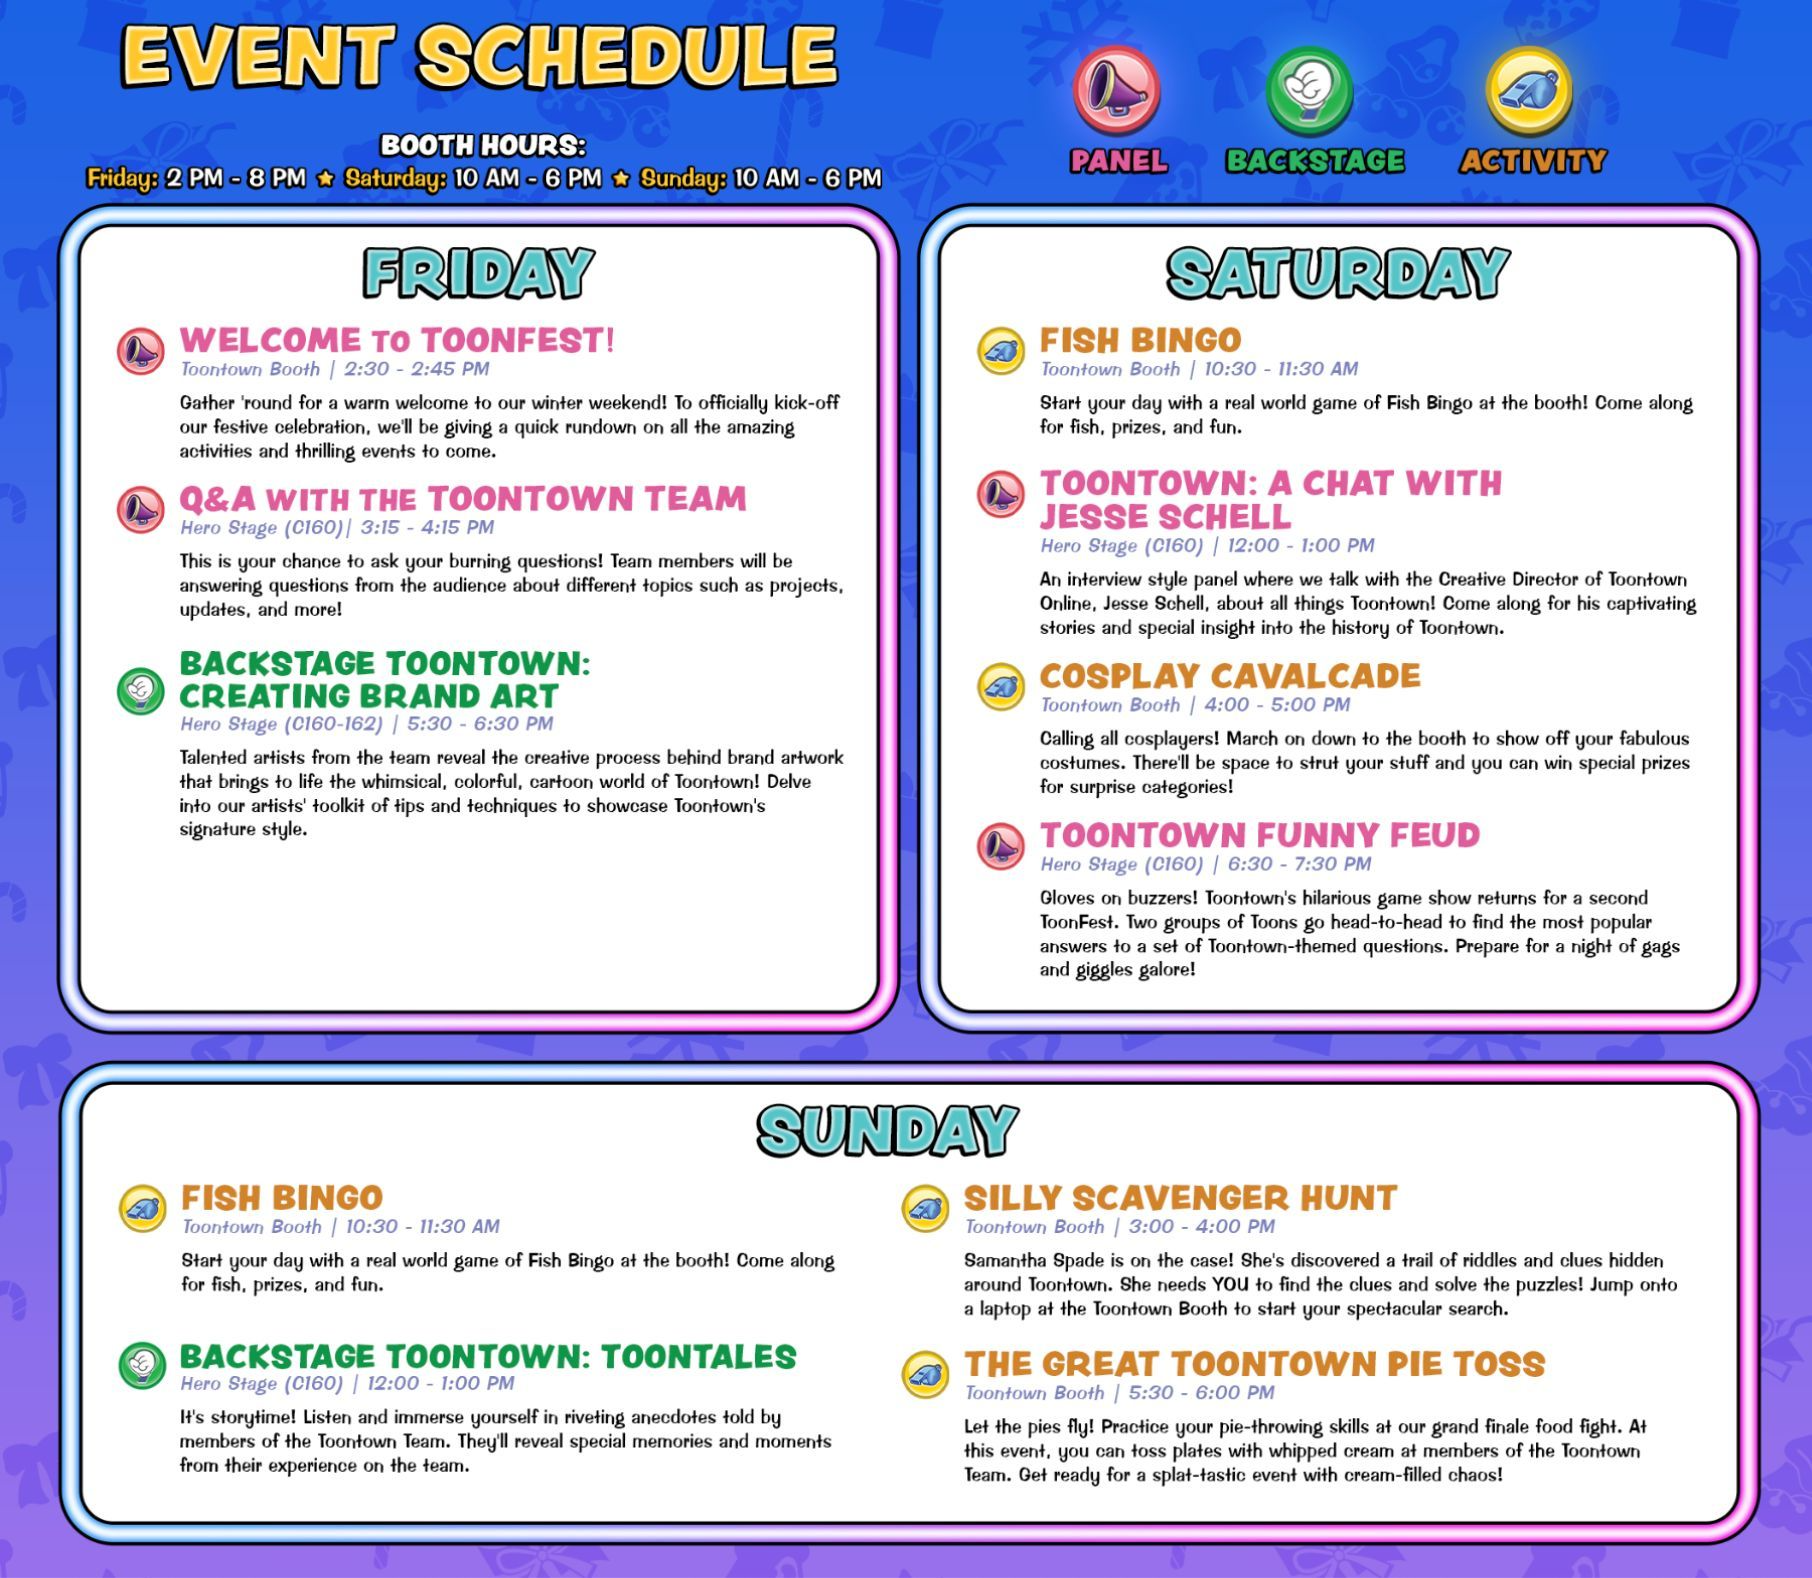 EVENT SCHEDULE
BOOTH HOURS:
Friday: 2 PM - 8 PM ★ Saturday: 10 AM - 6 PM ★ Sunday: 10 AM - 6 PM
PANEL
BACKSTAGE
ACTIVITY
FRIDAY
WELCOME TO TOONFEST!
Toontown Booth | 2:30 - 2:45 PM
Gather 'round for a warm welcome to our winter weekend! To officially kick-off
our festive celebration, we'll be giving a quick rundown on all the amazing
activities and thrilling events to come.
Q&A WITH THE TOONTOWN TEAM
Hero Stage (C160)| 3:15 - 4:15 PM
This is your chance to ask your burning questions! Team members will be
answering questions from the audience about different topics such as projects,
updates, and more!
BACKSTAGE TOONTOWN:
CREATING BRAND ART
Hero Stage (C160-162) | 5:30 - 6:30 PM
Talented artists from the team reveal the creative process behind brand artwork
that brings to life the whimsical, colorful, cartoon world of Toontown! Delve
into our artists' toolkit of tips and techniques to showcase Toontown's
signature style.
SATURDAY
FISH BINGO
Toontown Booth | 10:30 - 11:30 AM
Start your day with a real world game of Fish Bingo at the booth! Come along
for fish, prizes, and fun.
TOONTOWN: A CHAT WITH
JESSE SCHELL
Hero Stage (C160) | 12:00 - 1:00 PM
An interview style panel where we talk with the Creative Director of Toontown
Online, Jesse Schell, about all things Toontown! Come along for his captivating
stories and special insight into the history of Toontown.
COSPLAY CAVALCADE
Toontown Booth | 4:00 - 5:00 PM
Calling all cosplayers! March on down to the booth to show off your fabulous
costumes. There'll be space to strut your stuff and you can win special prizes
for surprise categories!
TOONTOWN FUNNY FEUD
Hero Stage (C160) | 6:30 - 7:30 PM
Gloves on buzzers! Toontown's hilarious game show returns for a second
ToonFest. Two groups of Toons go head-to-head to find the most popular
answers to a set of Toontown-themed questions. Prepare for a night of gags
and giggles galore!
SUNDAY
FISH BINGO
Toontown Booth | 10:30 - 11:30 AM
Start your day with a real world game of Fish Bingo at the booth! Come along
for fish, prizes, and fun.
BACKSTAGE TOONTOWN: TOONTALES
Hero Stage (C160) | 12:00 - 1:00 PM
It's storytime! Listen and immerse yourself in riveting anecdotes told by
members of the Toontown Team. They'll reveal special memories and moments
from their experience on the team.
SILLY SCAVENGER HUNT
Toontown Booth | 3:00 - 4:00 PM
Samantha Spade is on the case! She's discovered a trail of riddles and clues hidden
around Toontown. She needs YOU to find the clues and solve the puzzles! Jump onto
a laptop at the Toontown Booth to start your spectacular search.
THE GREAT TOONTOWN PIE TOSS
Toontown Booth | 5:30 - 6:00 PM
Let the pies fly! Practice your pie-throwing skills at our grand finale food fight. At
this event, you can toss plates with whipped cream at members of the Toontown
Team. Get ready for a splat-tastic event with cream-filled chaos!